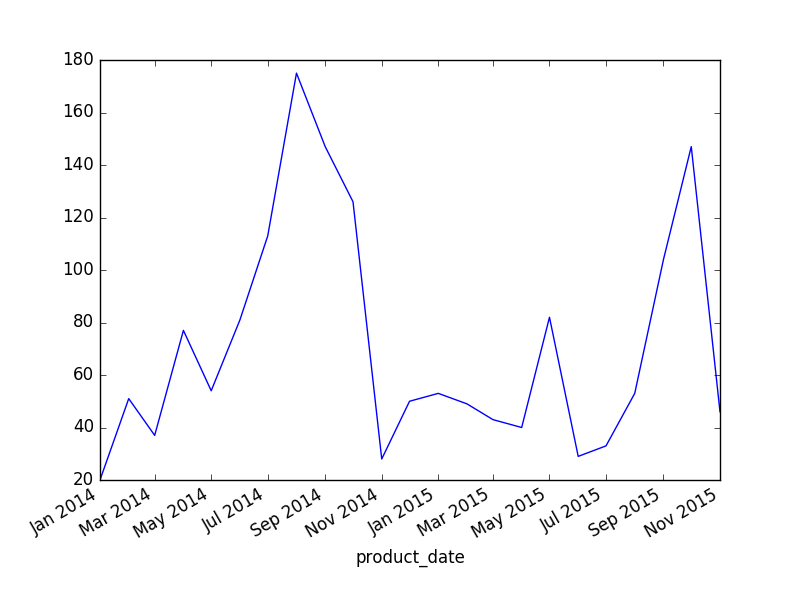 180
160
140
120
100
80
60
40
20
Jan 2014
Mar 2014
May 2014
Jul 2014
Sep 2014
Nov 2014
Jan 2015
Mar 2015
May 2015
Jul 2015
Sep 2015
Nov 2015
product_date